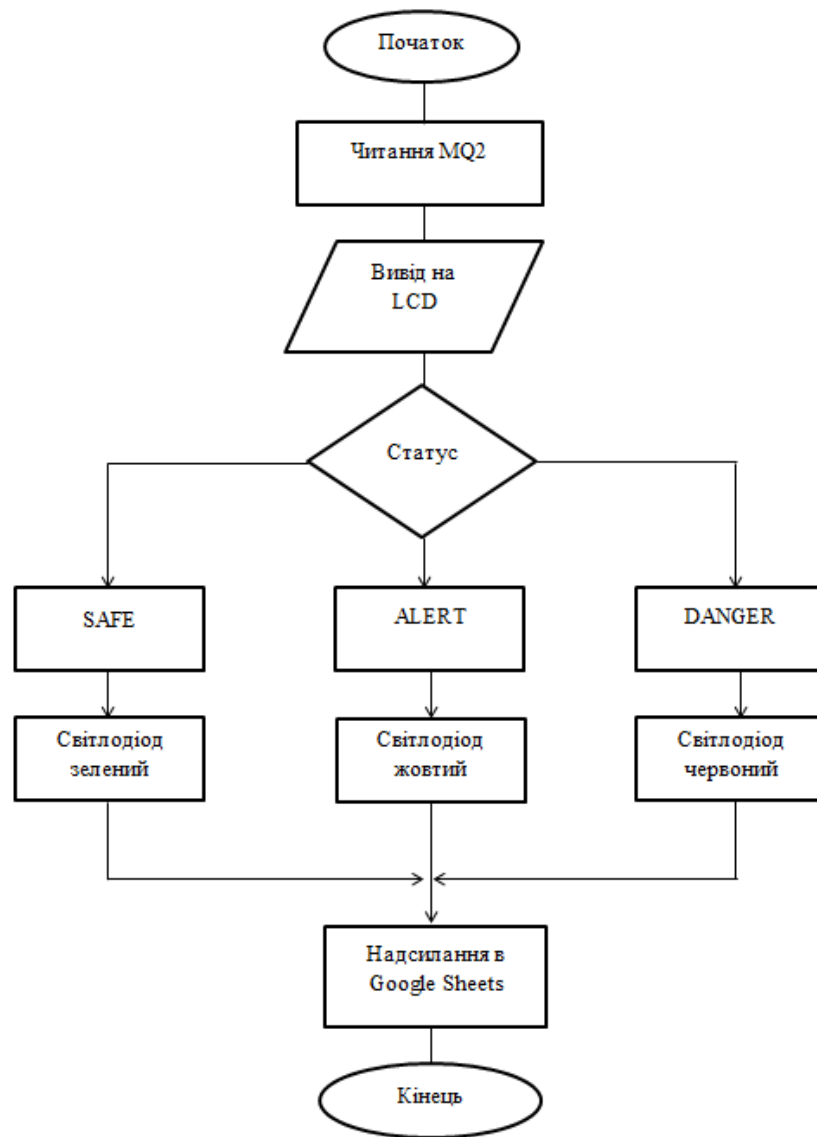 Початок
Читання MQ2
Вивід на
LCD
Статус
SAFE
ALERT
DANGER
Світлодіод
зелений
Світлодіод
жовтий
Світлодіод
червоний
Надсилання в
Google Sheets
Кінець